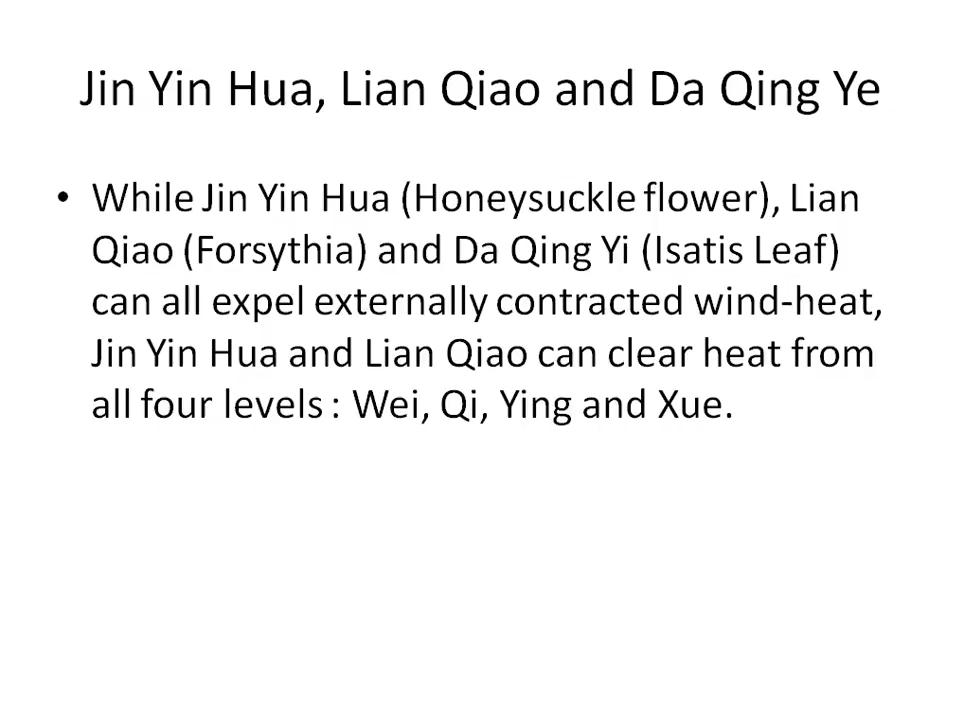 Jin Yin Hua, Lian Qiao and Da Qing Ye
• While Jin Yin Hua (Honeysuckle flower), Lian
Qiao (Forsythia) and Da Qing Yi (Isatis Leaf)
can all expel externally contracted wind-heat,
Jin Yin Hua and Lian Qiao can clear heat from
all four levels : Wei, Qi, Ying and Xue.